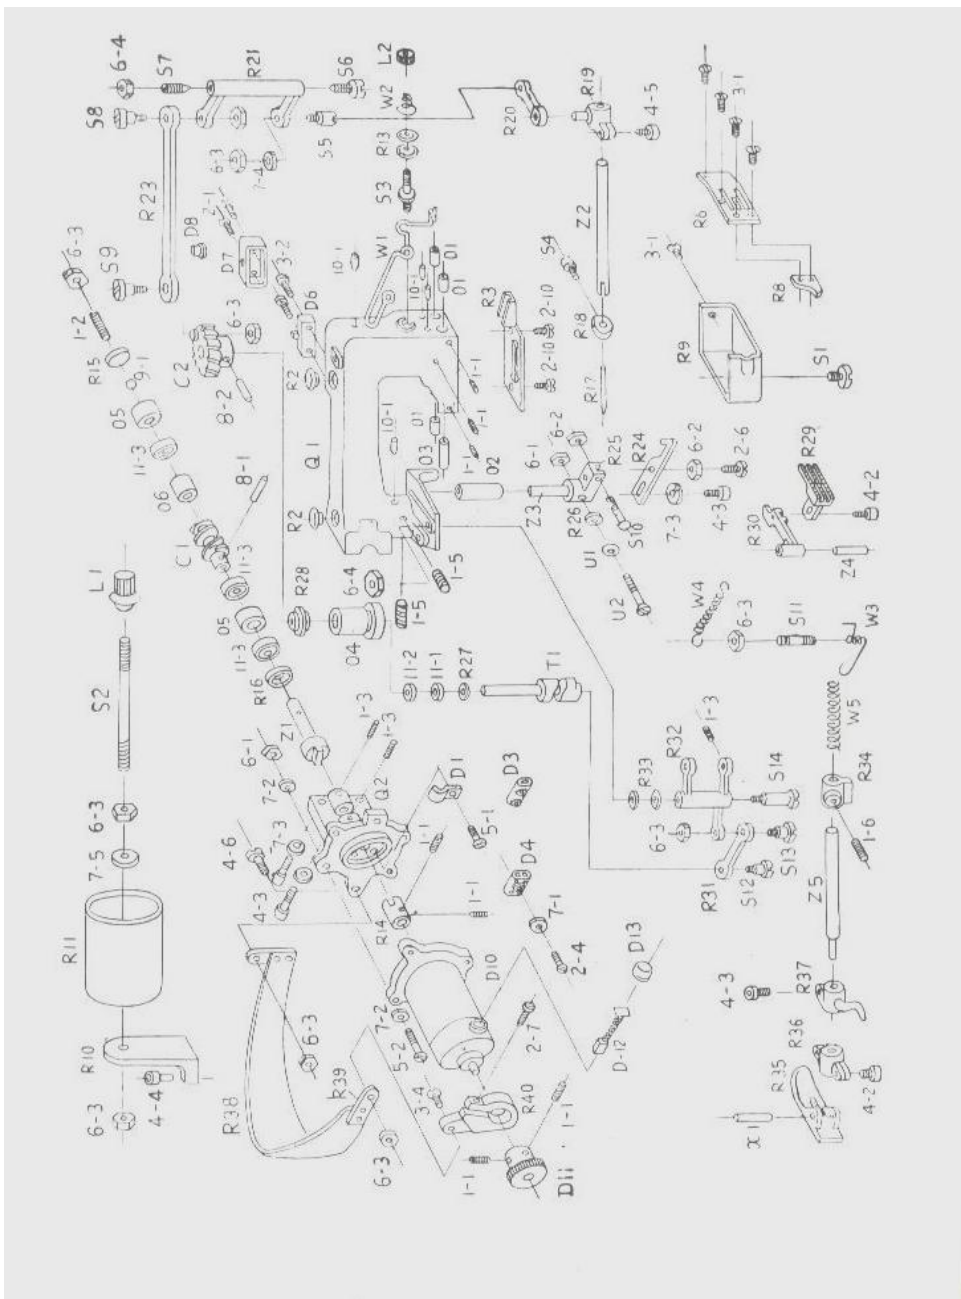 6-3
R10
4-4
R11
7-5
6-3
S2
L1
R15
1-2
6-3
S9
S8
6-4
S7
R21
S6
R23
O5
9-1
11-3
O6
C2
8-2
D8
2-1
6-3
7-4
S5
C1
8-1
11-3
6-3
D7
3-2
D6
O5
11-3
R16
Z1
6-1
7-2
7-3
4-6
4-3
R38
6-3
R39
6-3
R28
R2
Q1
R2
10-1
W1
S3
R13
W2
L2
6-4
O4
1-5
1-5
10-1
10-1
O1
O1
O1
O3
O2
1-1
1-1
1-1
1-3
1-3
Q2
R14
1-1
1-1
D1
5-1
D3
D4
7-1
2-4
D10
7-2
5-2
3-4
R40
2-7
D-12
D13
1-1
1-1
D11
11-2
11-1
R27
T1
R3
2-10
2-10
R20
R19
4-5
Z2
S4
R18
R17
Z3
6-1
6-2
R25
R26
S10
U1
U2
R24
7-3
6-2
4-3
2-6
3-1
R6
R8
3-1
R9
S1
R29
4-2
R30
Z4
W4
6-3
S11
W3
W5
R34
1-6
Z5
R33
R32
1-3
6-3
S14
R31
S12
S13
4-3
R37
R36
R35
4-2
X1